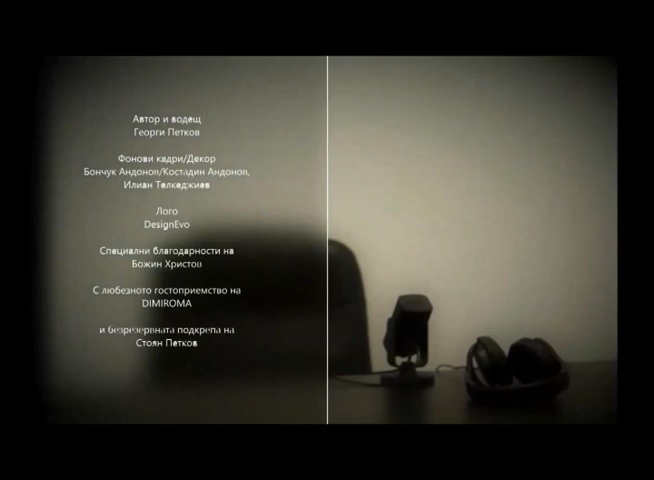 Автор и водещ
Георги Петков
Фонови кадри/Декор
Бончук Андонов/Костадин Андонов,
Илиан Телкеджиев
Лого
DesignEvo
Специални благодарности на
Божин Христов
С любезното гостоприемство на
DIMIROMA
и безрезервната подкрепа на
Стоян Петков